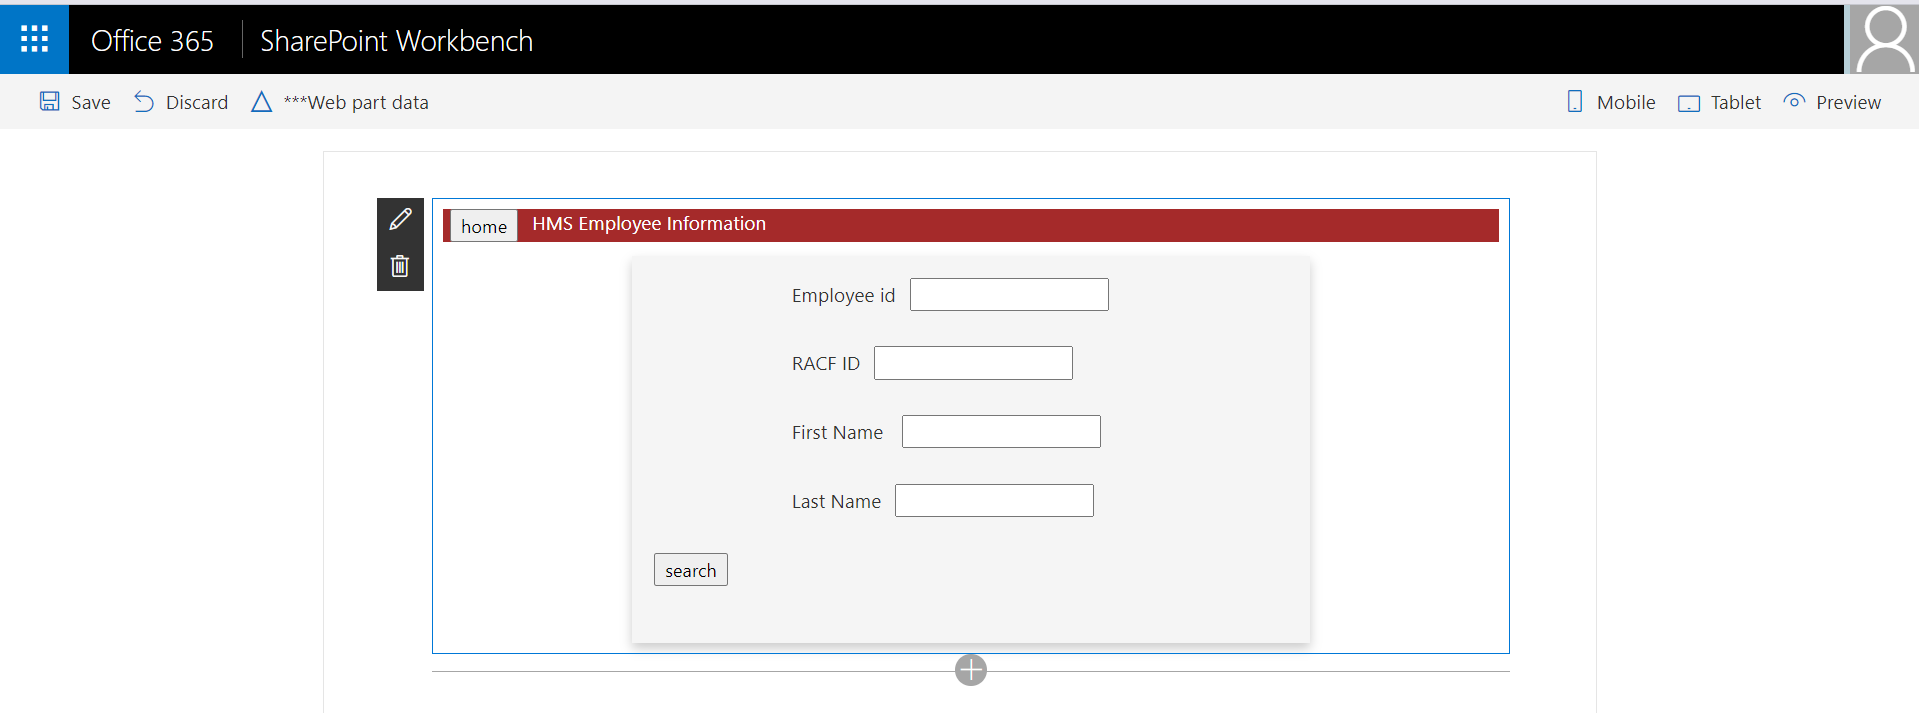 Office 365 SharePoint Workbench
Save Discard ***Web part data Mobile Tablet Preview
home HMS Employee Information
Employee id
RACF ID
First Name
Last Name
search